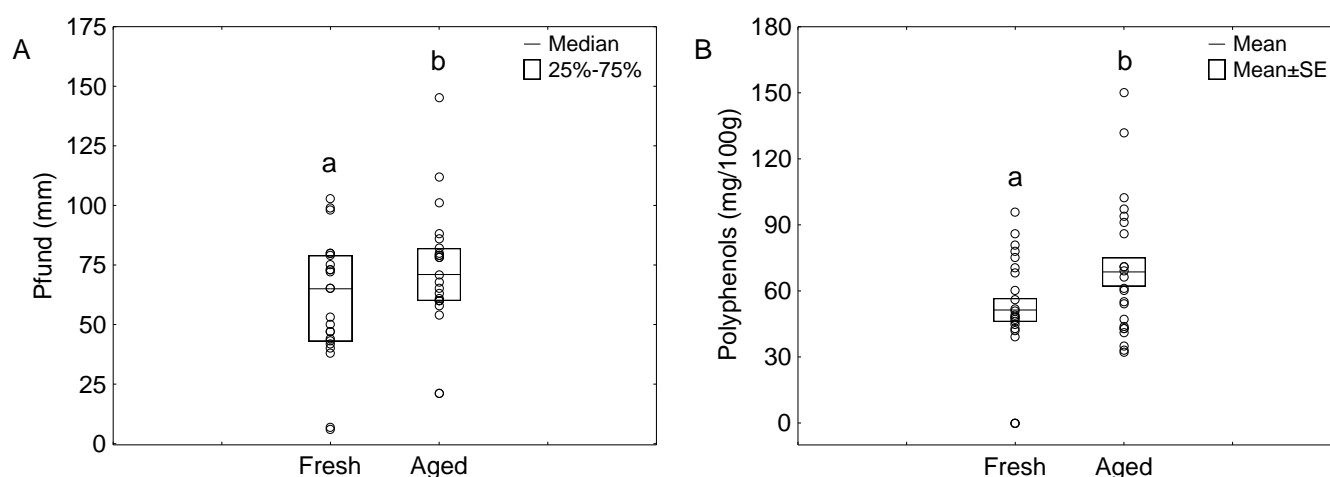 A
Pfund (mm)
175
150
125
100
75
50
25
0
Median
25%-75%
a
b
Fresh Aged
B
Polyphenols (mg/100g)
180
150
120
90
60
30
0
Mean
Mean±SE
a
b
Fresh Aged